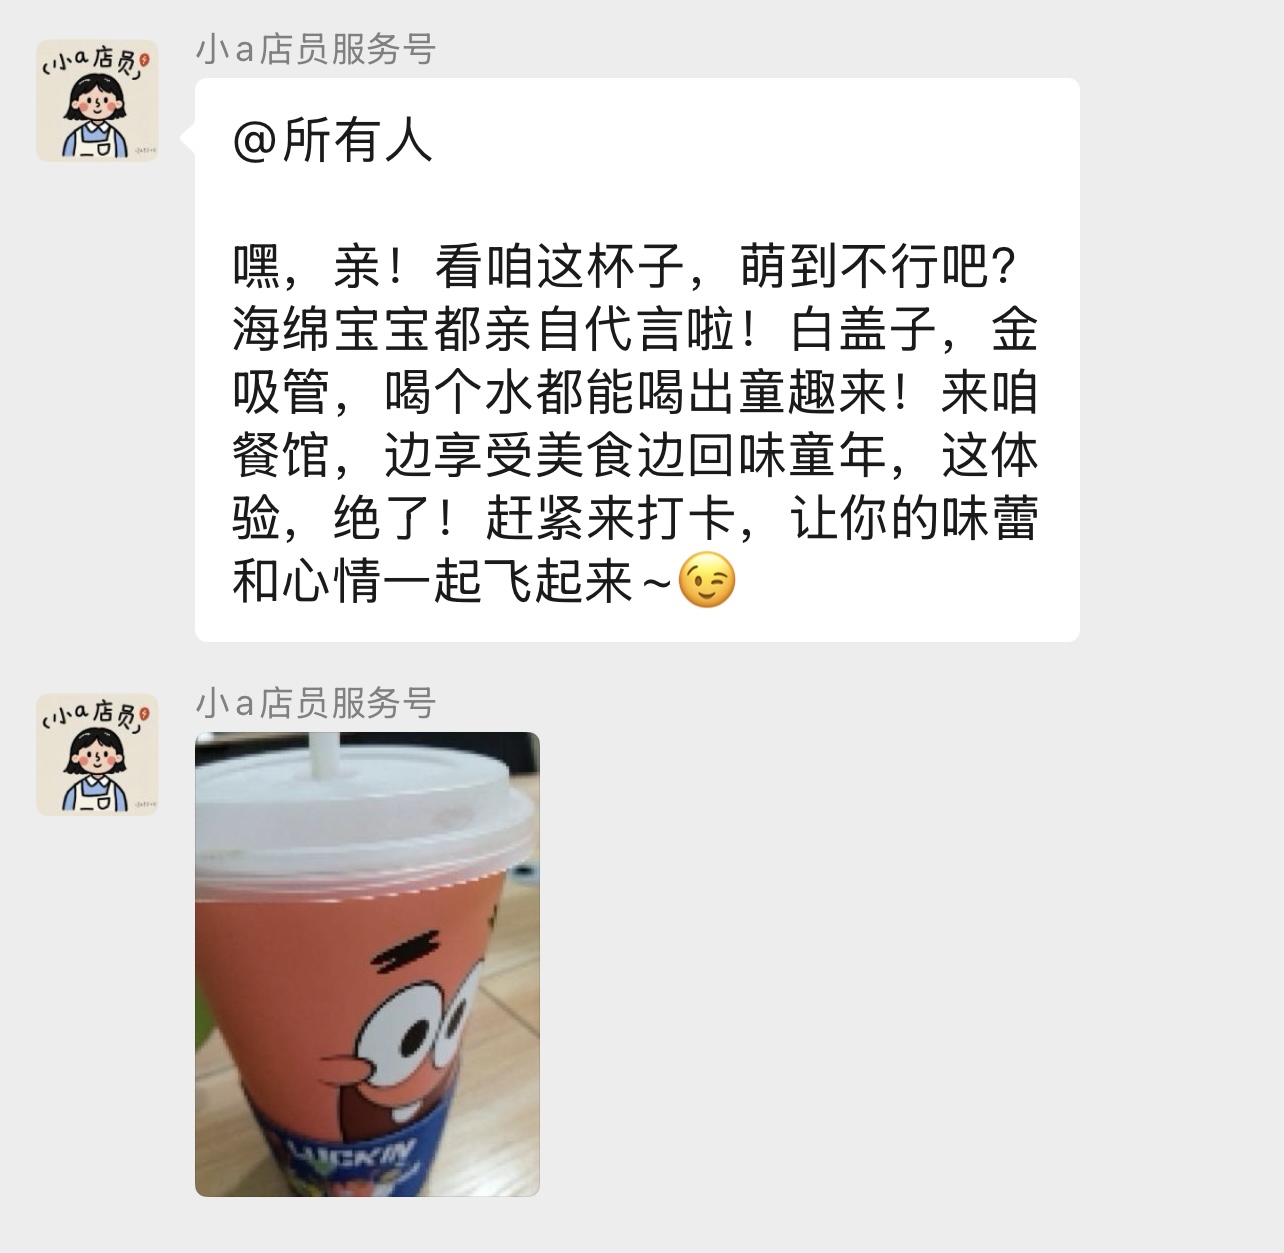 小a店员服务号
小a店员
@所有人
嘿，亲！看咱这杯子，萌到不行吧？
海绵宝宝都亲自代言啦！白盖子，金
吸管，喝个水都能喝出童趣来！来咱
餐馆，边享受美食边回味童年，这体
验，绝了！赶紧来打卡，让你的味蕾
和心情一起飞起来~
小a店员服务号
小a店员
LUCKIN